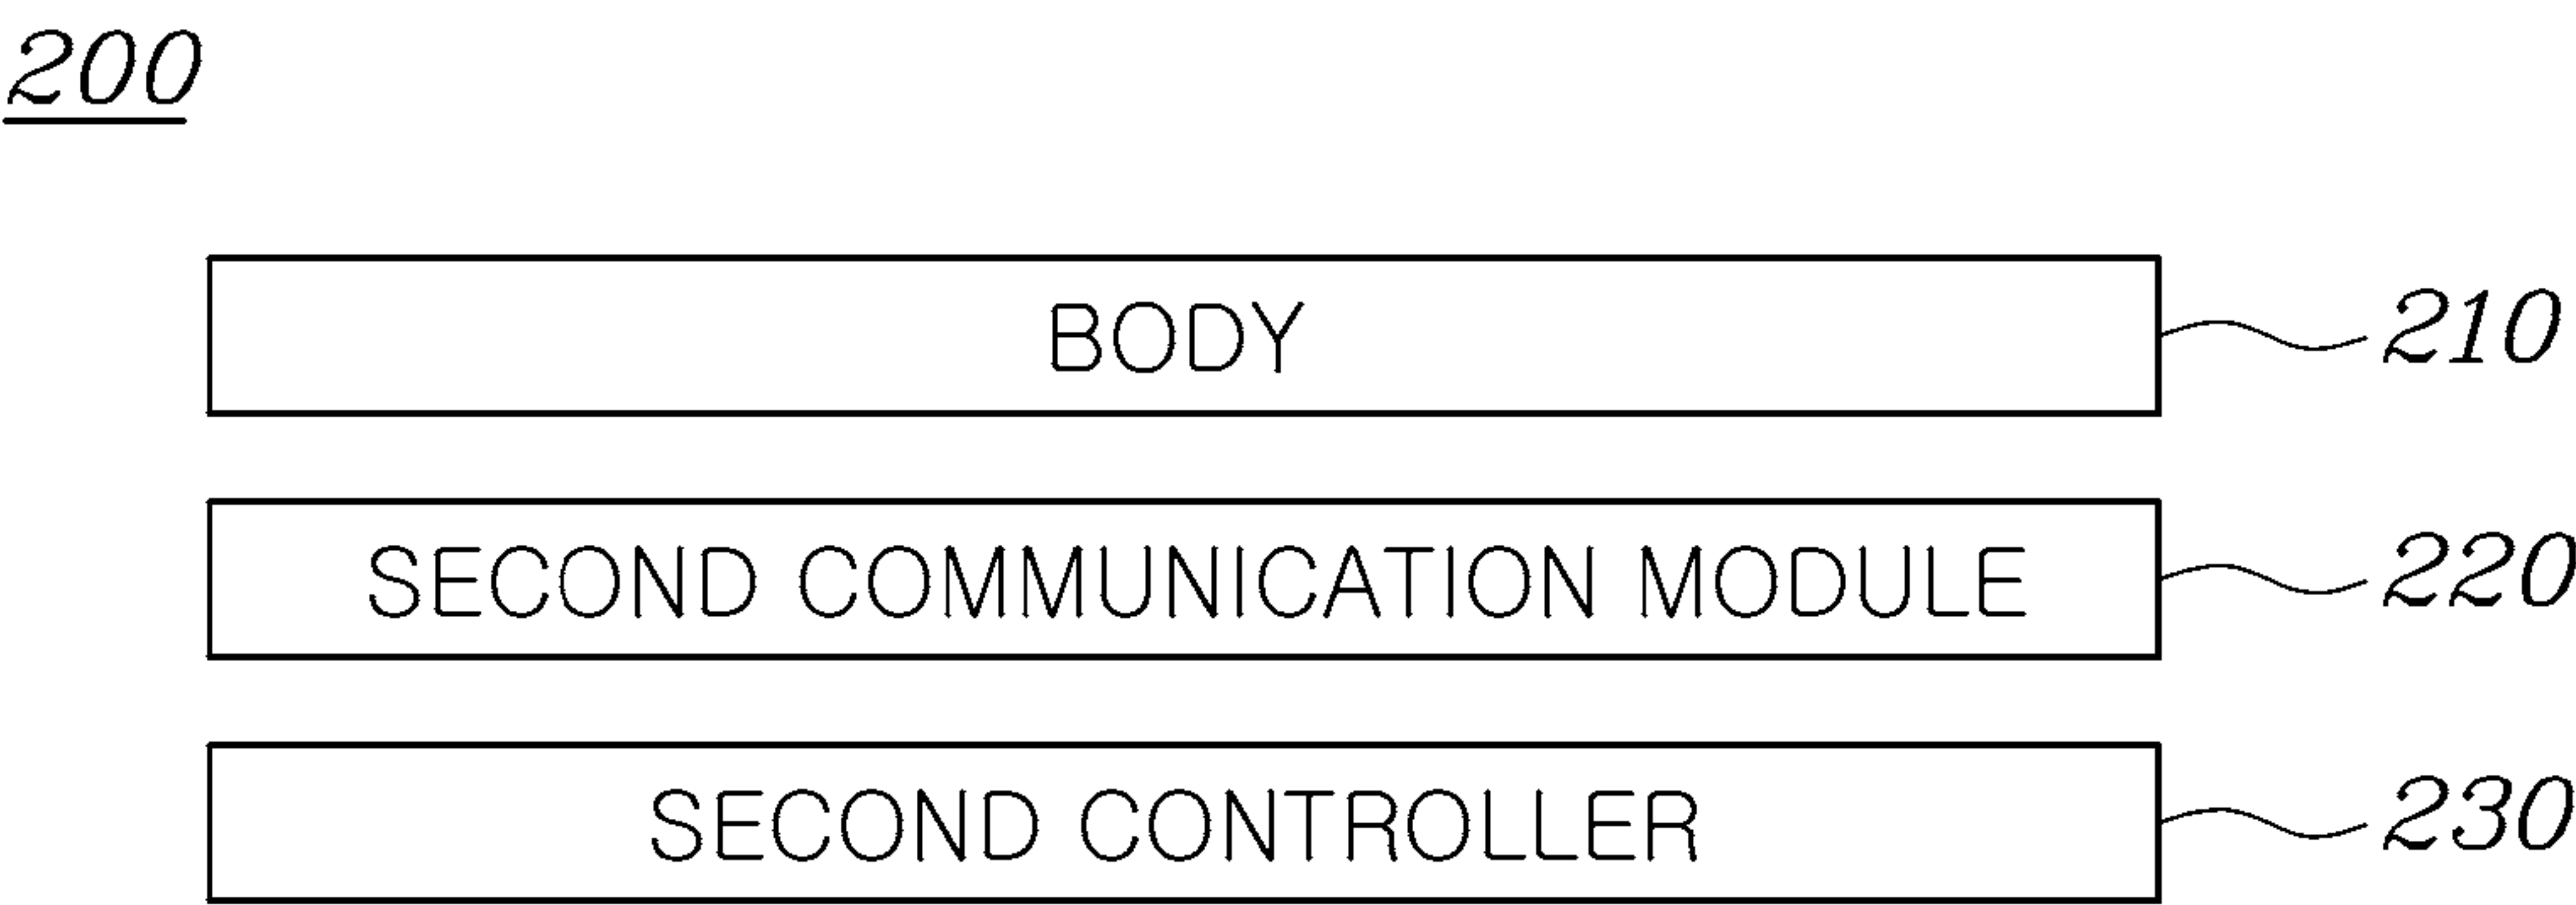 200
BODY 210
SECOND COMMUNICATION MODULE 220
SECOND CONTROLLER 230